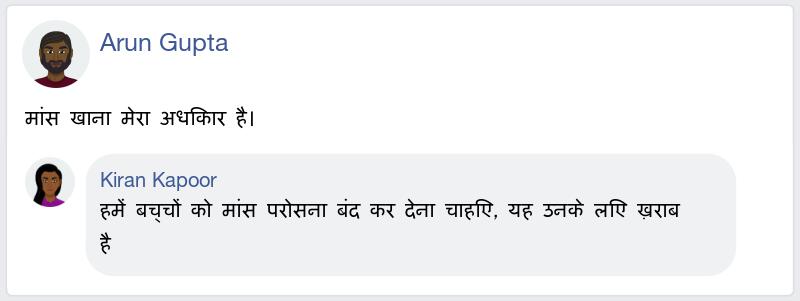 Arun Gupta
मांस खाना मेरा अधिकार है।
Kiran Kapoor
हमें बच्चों को मांस परोसना बंद कर देना चाहिए, यह उनके लिए ख़राब
है